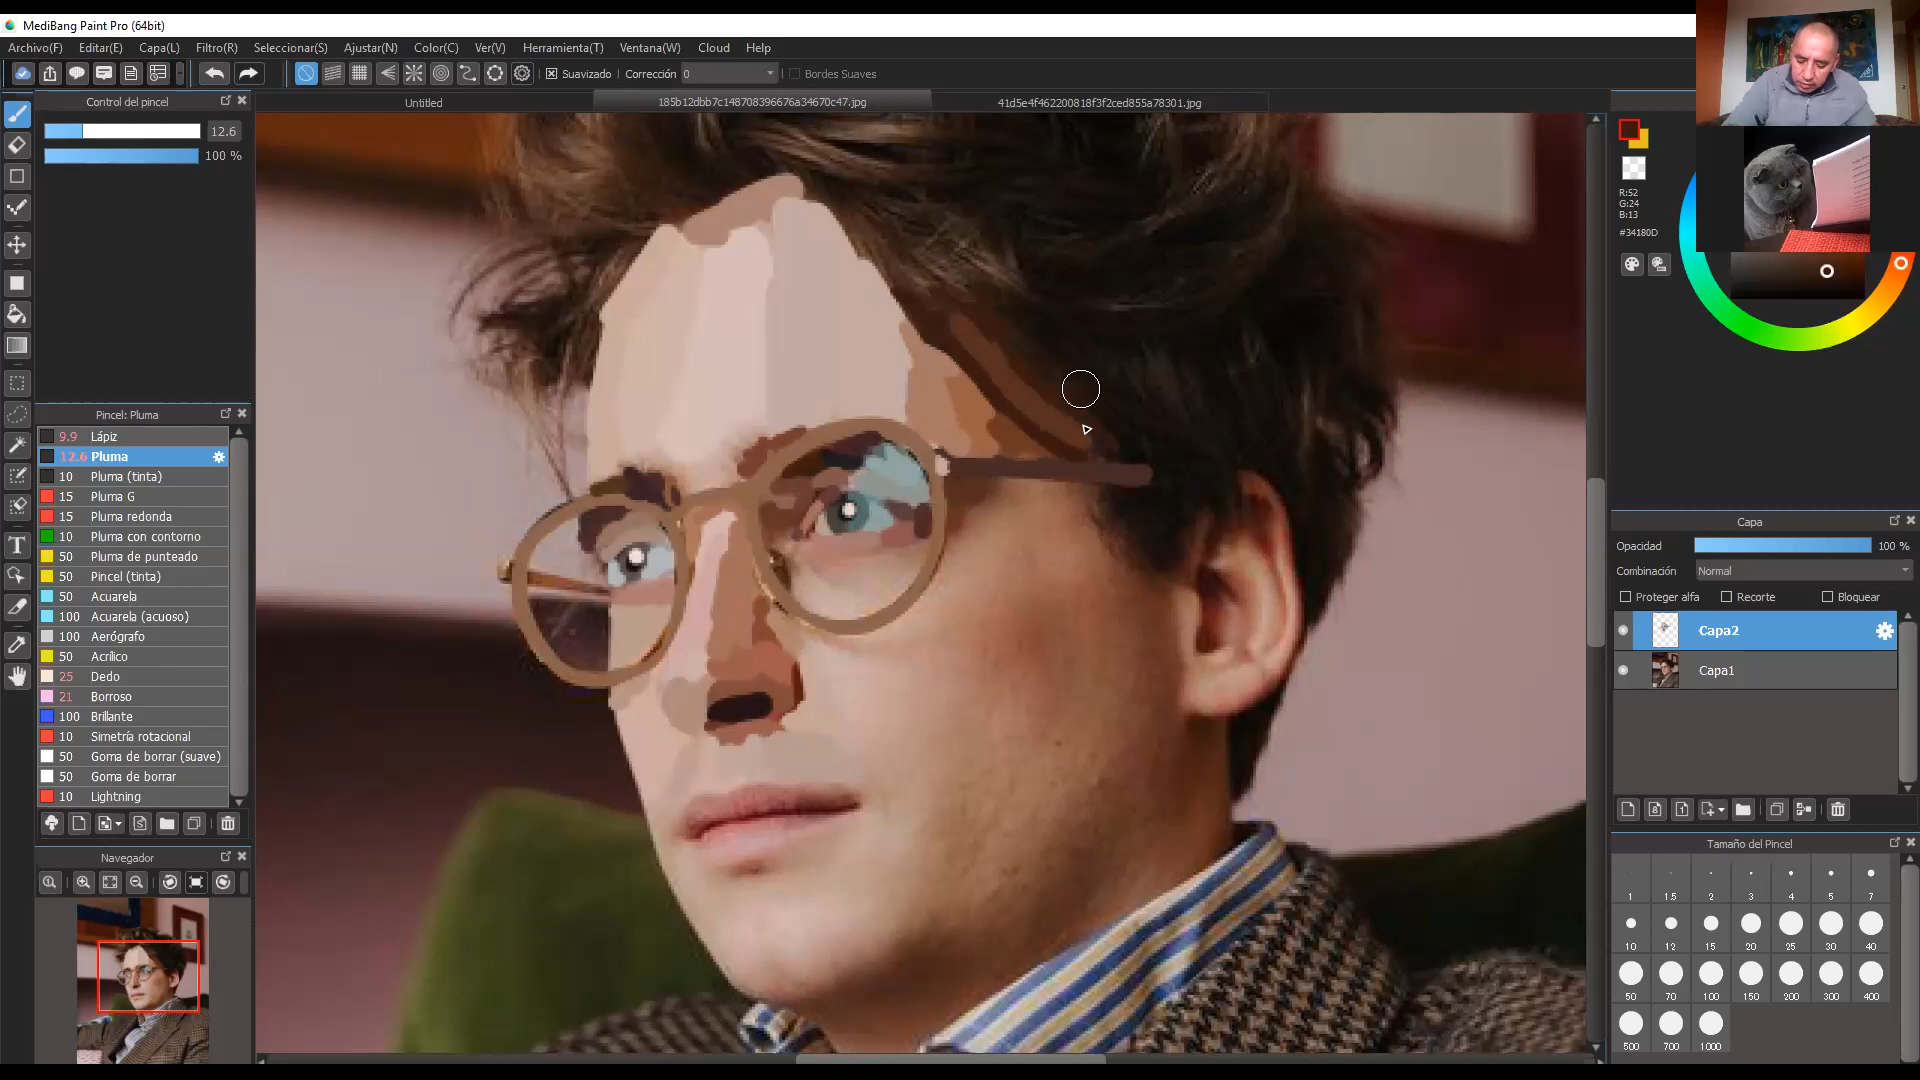 MediBang Paint Pro (64bit)
Archivo(F) Editar(E) Capa(L) Filtro(R) Seleccionar(S) Ajustar(N) Color(C) Ver(V) Herramienta(T) Ventana(W) Cloud Help
Suavizado Corrección 0 Bordes Suaves
Control del pincel
Untitled
185b12dbb7c148708396676a34670c47.jpg
41d5e4f462200818f3f2ced855a78301.jpg
12.6
100 %
R:52
G:24
B:13
#34180D
Pincel: Pluma
9.9 Lápiz
12.6 Pluma
10 Pluma (tinta)
15 Pluma G
15 Pluma redonda
10 Pluma con contorno
50 Pluma de punteado
50 Pincel (tinta)
50 Acuarela
100 Acuarela (acuoso)
100 Aerógrafo
50 Acrílico
25 Dedo
21 Borroso
100 Brillante
10 Simetría rotacional
50 Goma de borrar (suave)
50 Goma de borrar
10 Lightning
Navegador
Capa
Opacidad 100 %
Combinación Normal
Proteger alfa Recorte Bloquear
Capa2
Capa1
Tamaño del Pincel
1 1.5 2 3 4 5 7
10 12 15 20 25 30 40
50 70 100 150 200 300 400
500 700 1000